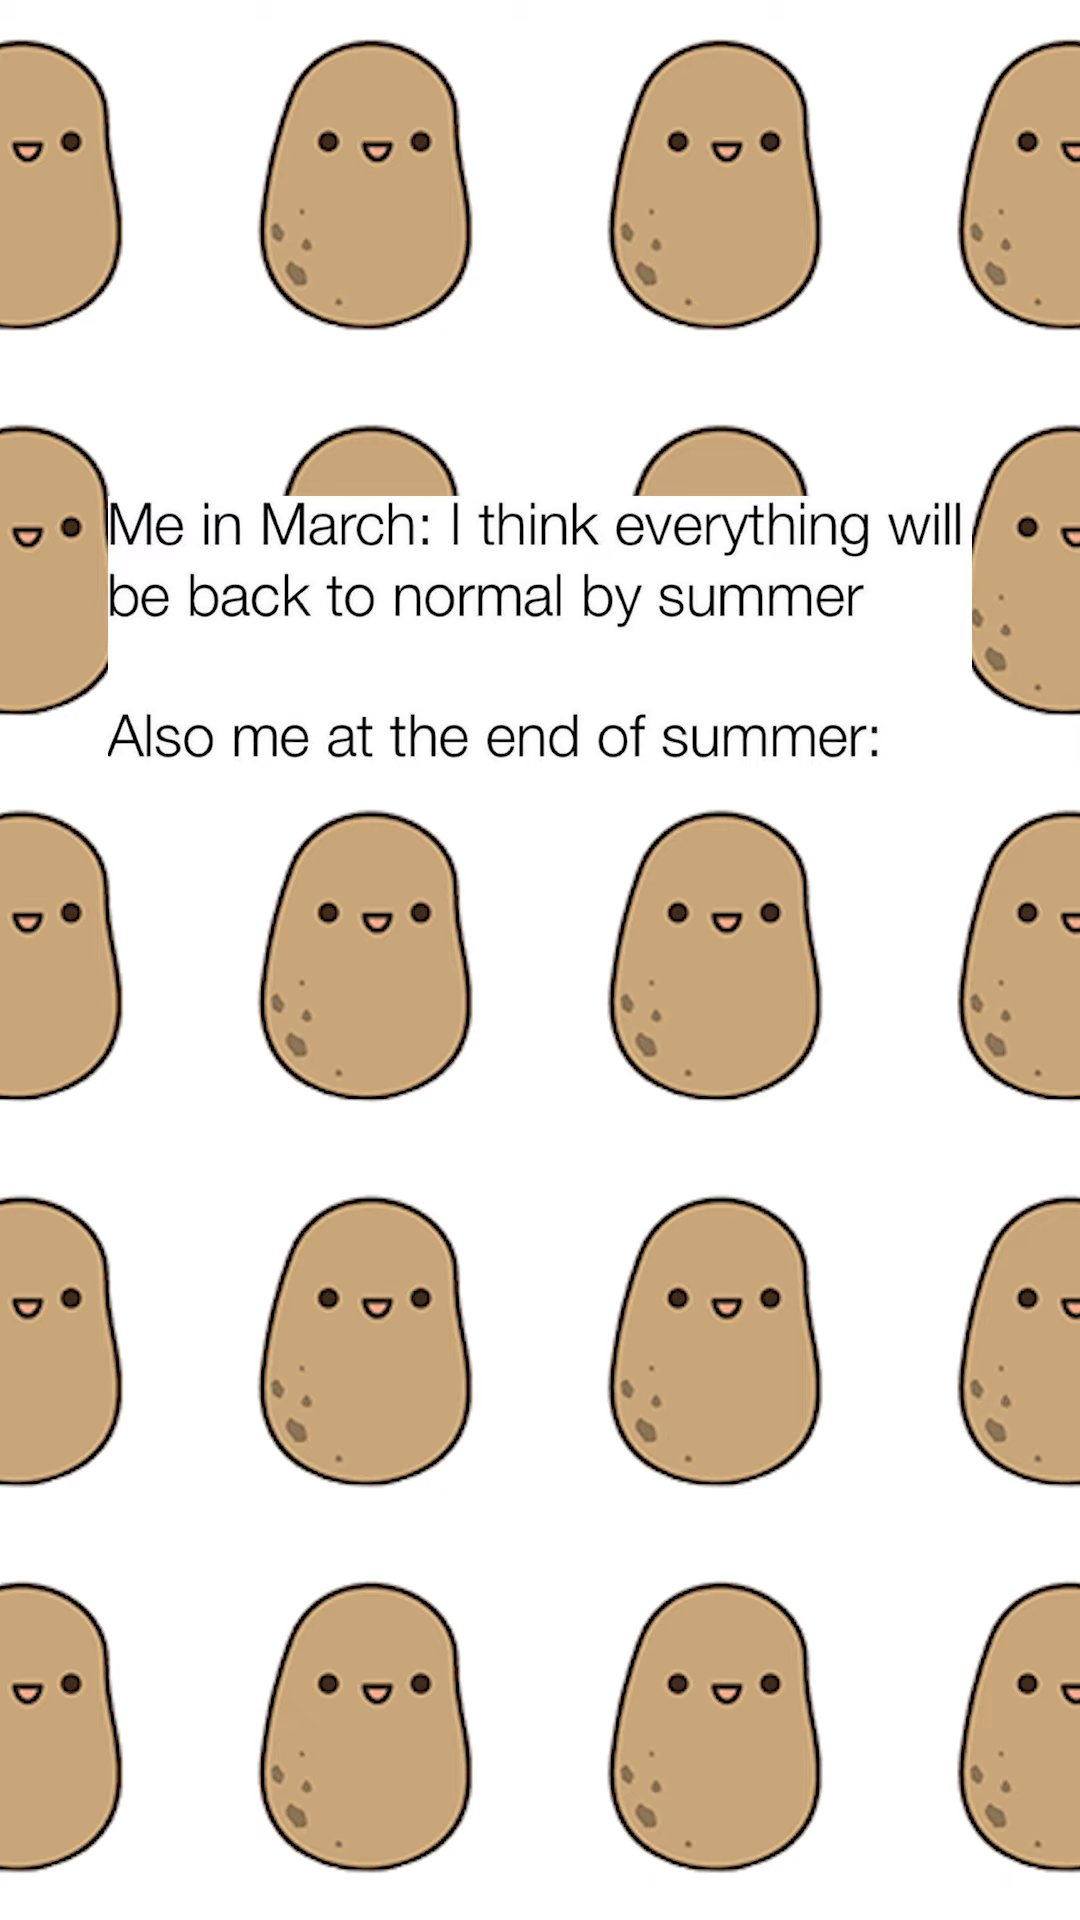 Me in March: I think everything will
be back to normal by summer
Also me at the end of summer: